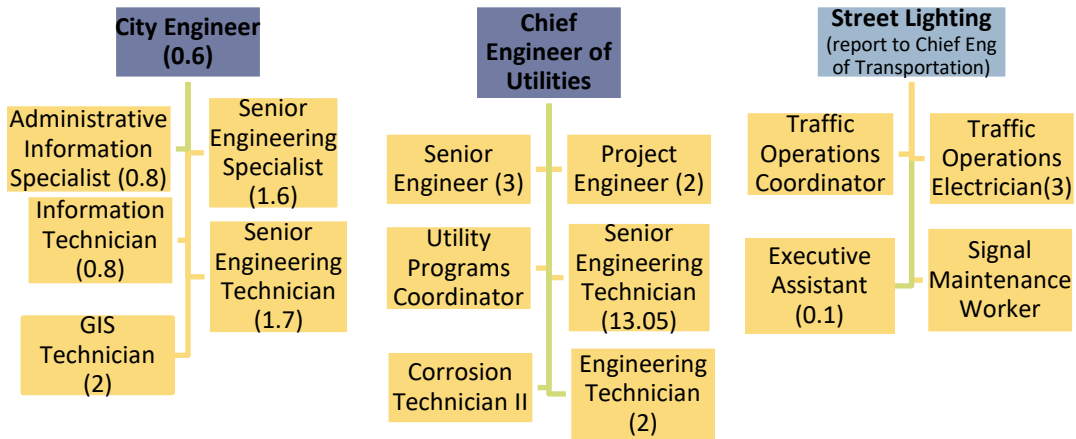 City Engineer
(0.6)
Administrative
Information
Specialist (0.8)
Senior
Engineering
Specialist
(1.6)
Information
Technician
(0.8)
Senior
Engineering
Technician
(1.7)
GIS
Technician
(2)
Chief
Engineer of
Utilities
Senior
Engineer (3)
Project
Engineer (2)
Utility
Programs
Coordinator
Senior
Engineering
Technician
(13.05)
Corrosion
Technician II
Engineering
Technician
(2)
Street Lighting
(report to Chief Eng
of Transportation)
Traffic
Operations
Coordinator
Traffic
Operations
Electrician(3)
Executive
Assistant
(0.1)
Signal
Maintenance
Worker